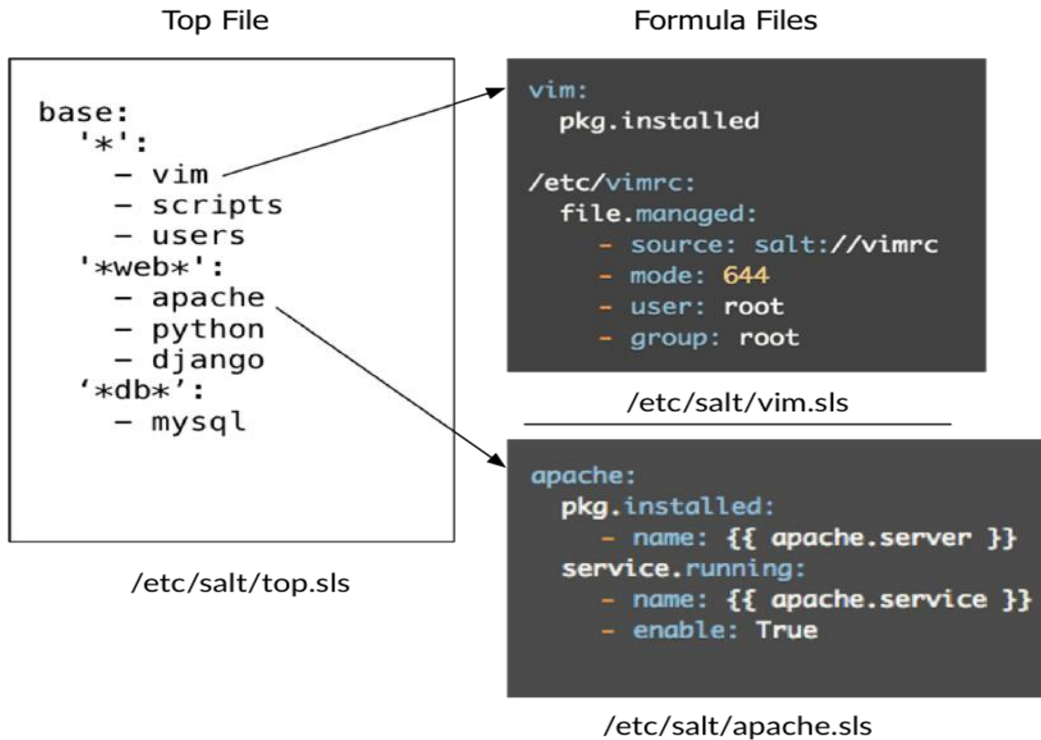 Top File
base:
'*':
– vim
– scripts
– users
'*web*':
– apache
– python
– django
‘*db*’:
– mysql
/etc/salt/top.sls
Formula Files
vim:
pkg.installed
/etc/vimrc:
file.managed:
- source: salt://vimrc
- mode: 644
- user: root
- group: root
/etc/salt/vim.sls
apache:
pkg.installed:
- name: {{ apache.server }}
service.running:
- name: {{ apache.service }}
- enable: True
/etc/salt/apache.sls